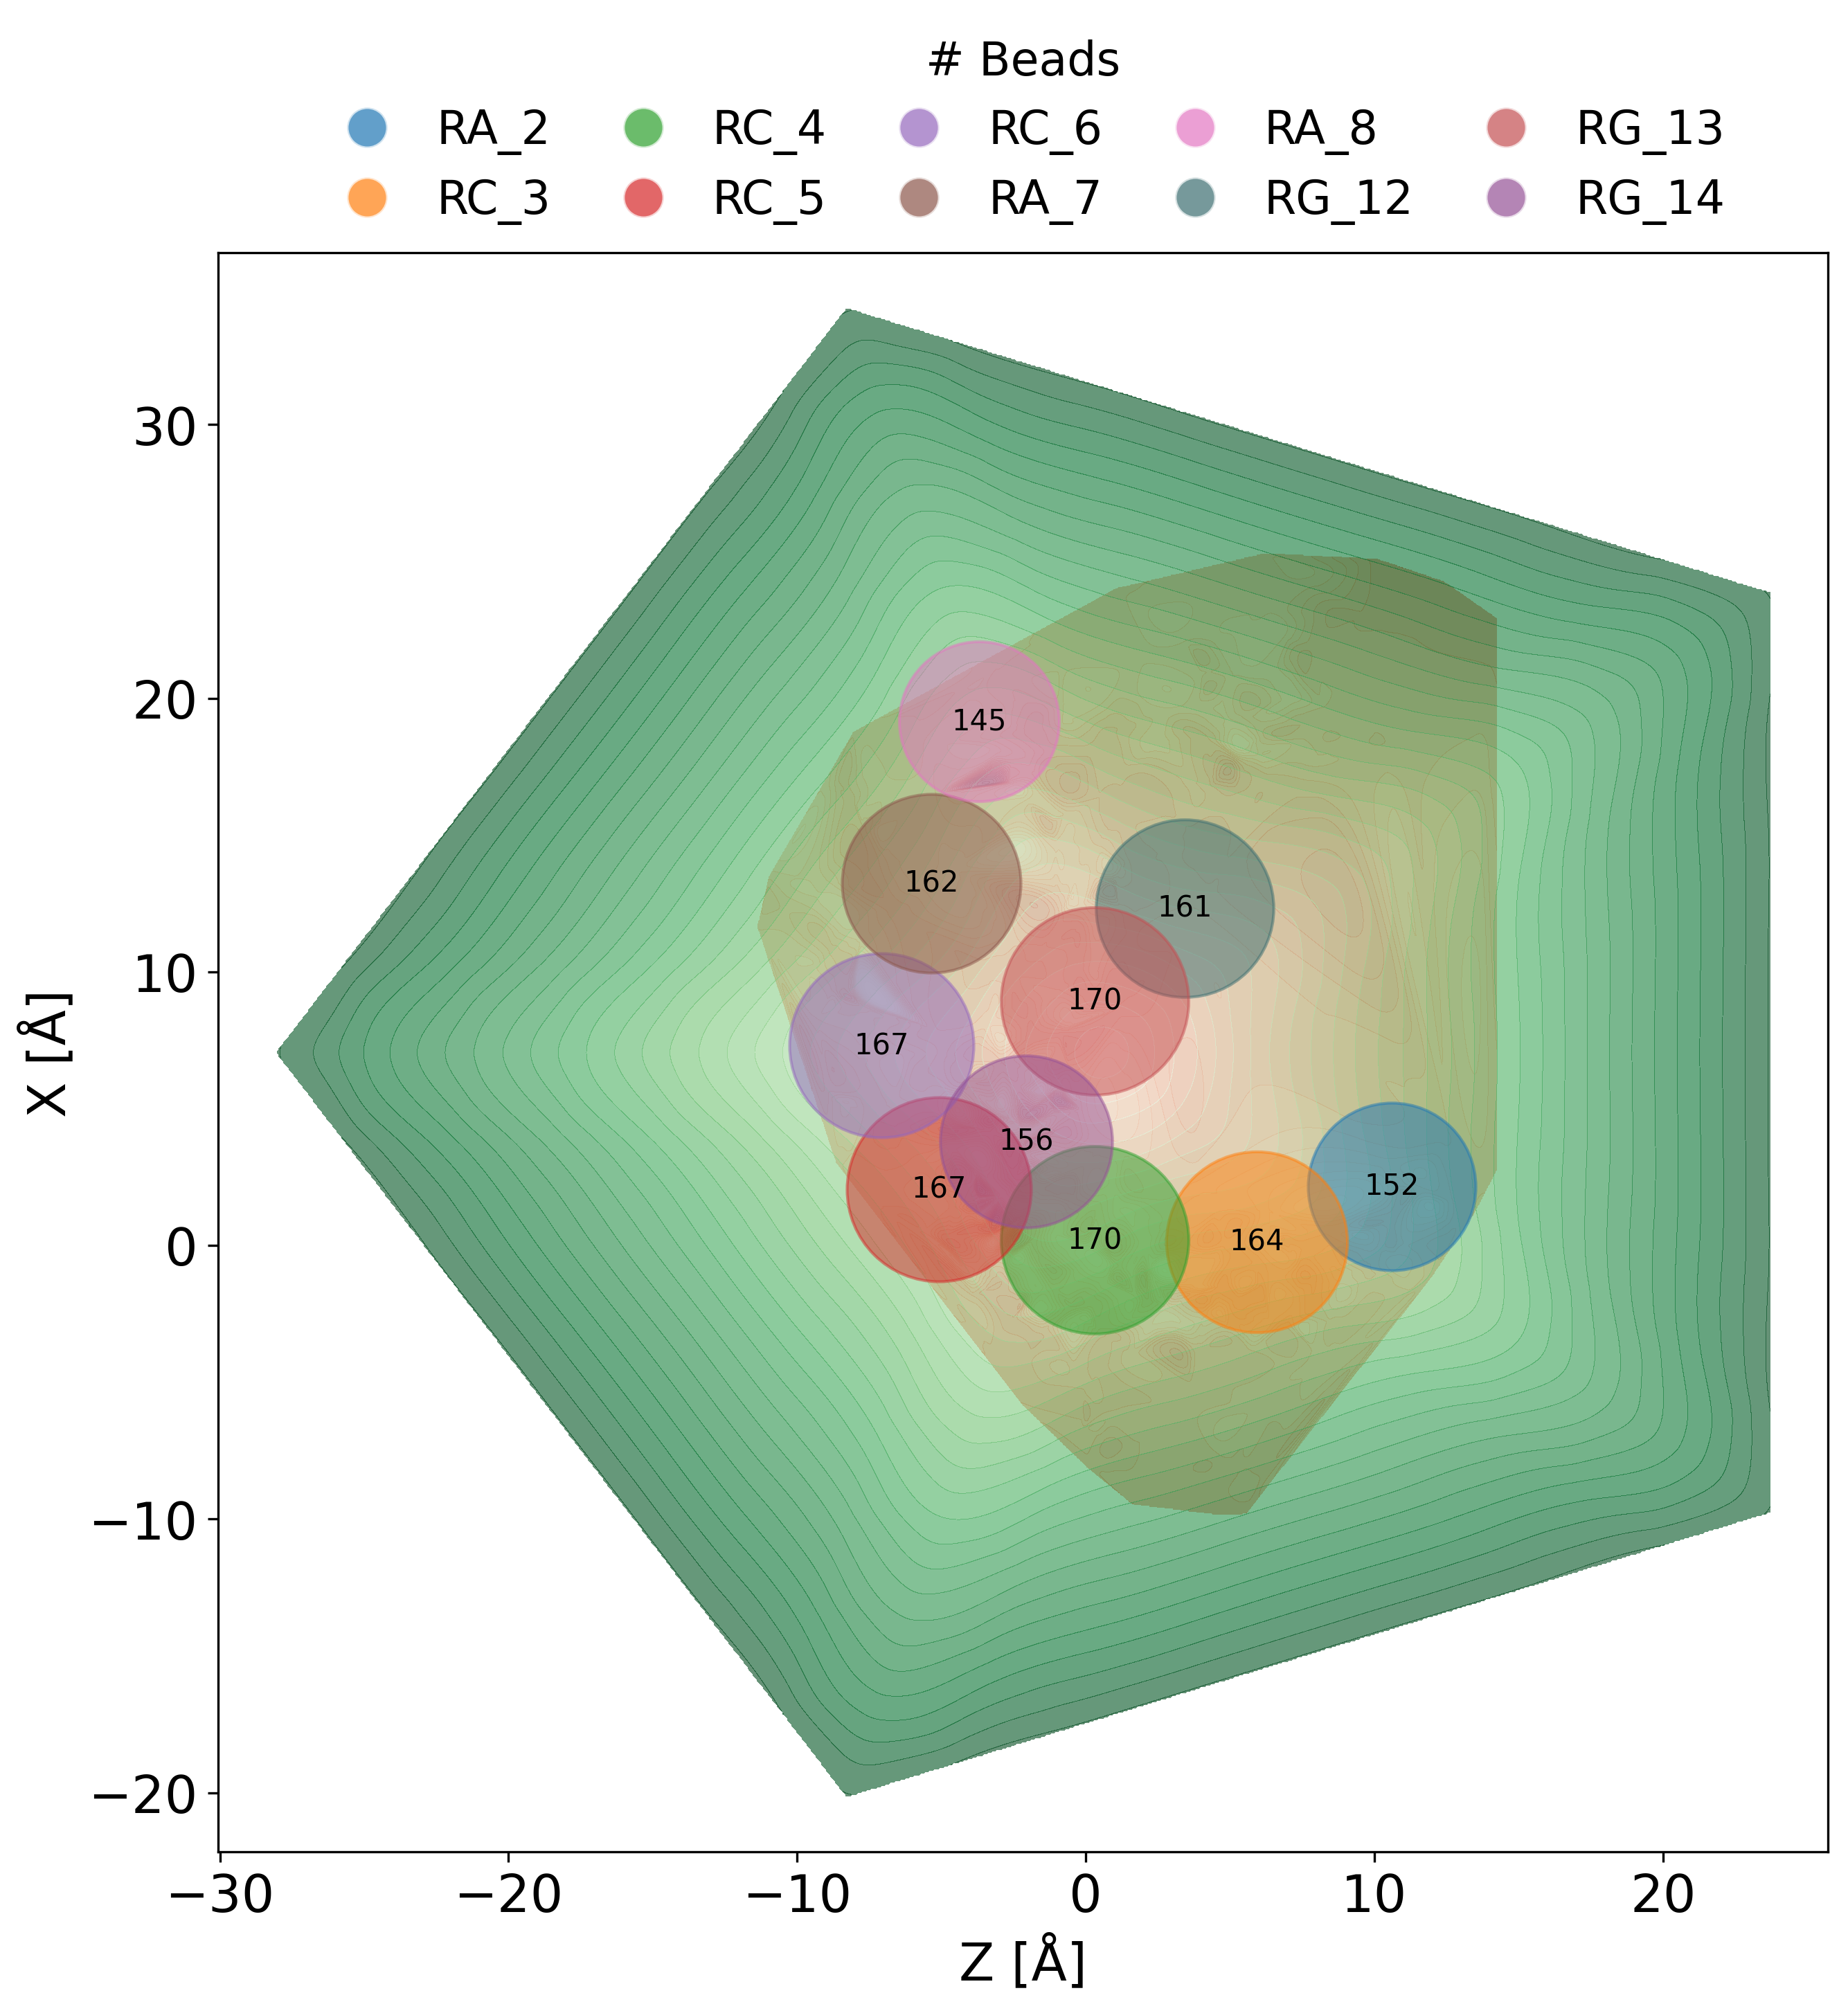 # Beads
RA_2 RC_4 RC_6 RA_8 RG_13
RC_3 RC_5 RA_7 RG_12 RG_14
30
20
10
0
−10
−20
X [Å]
145
162
161
170
167
156
167
152
170
164
−30 −20 −10 0 10 20
Z [Å]